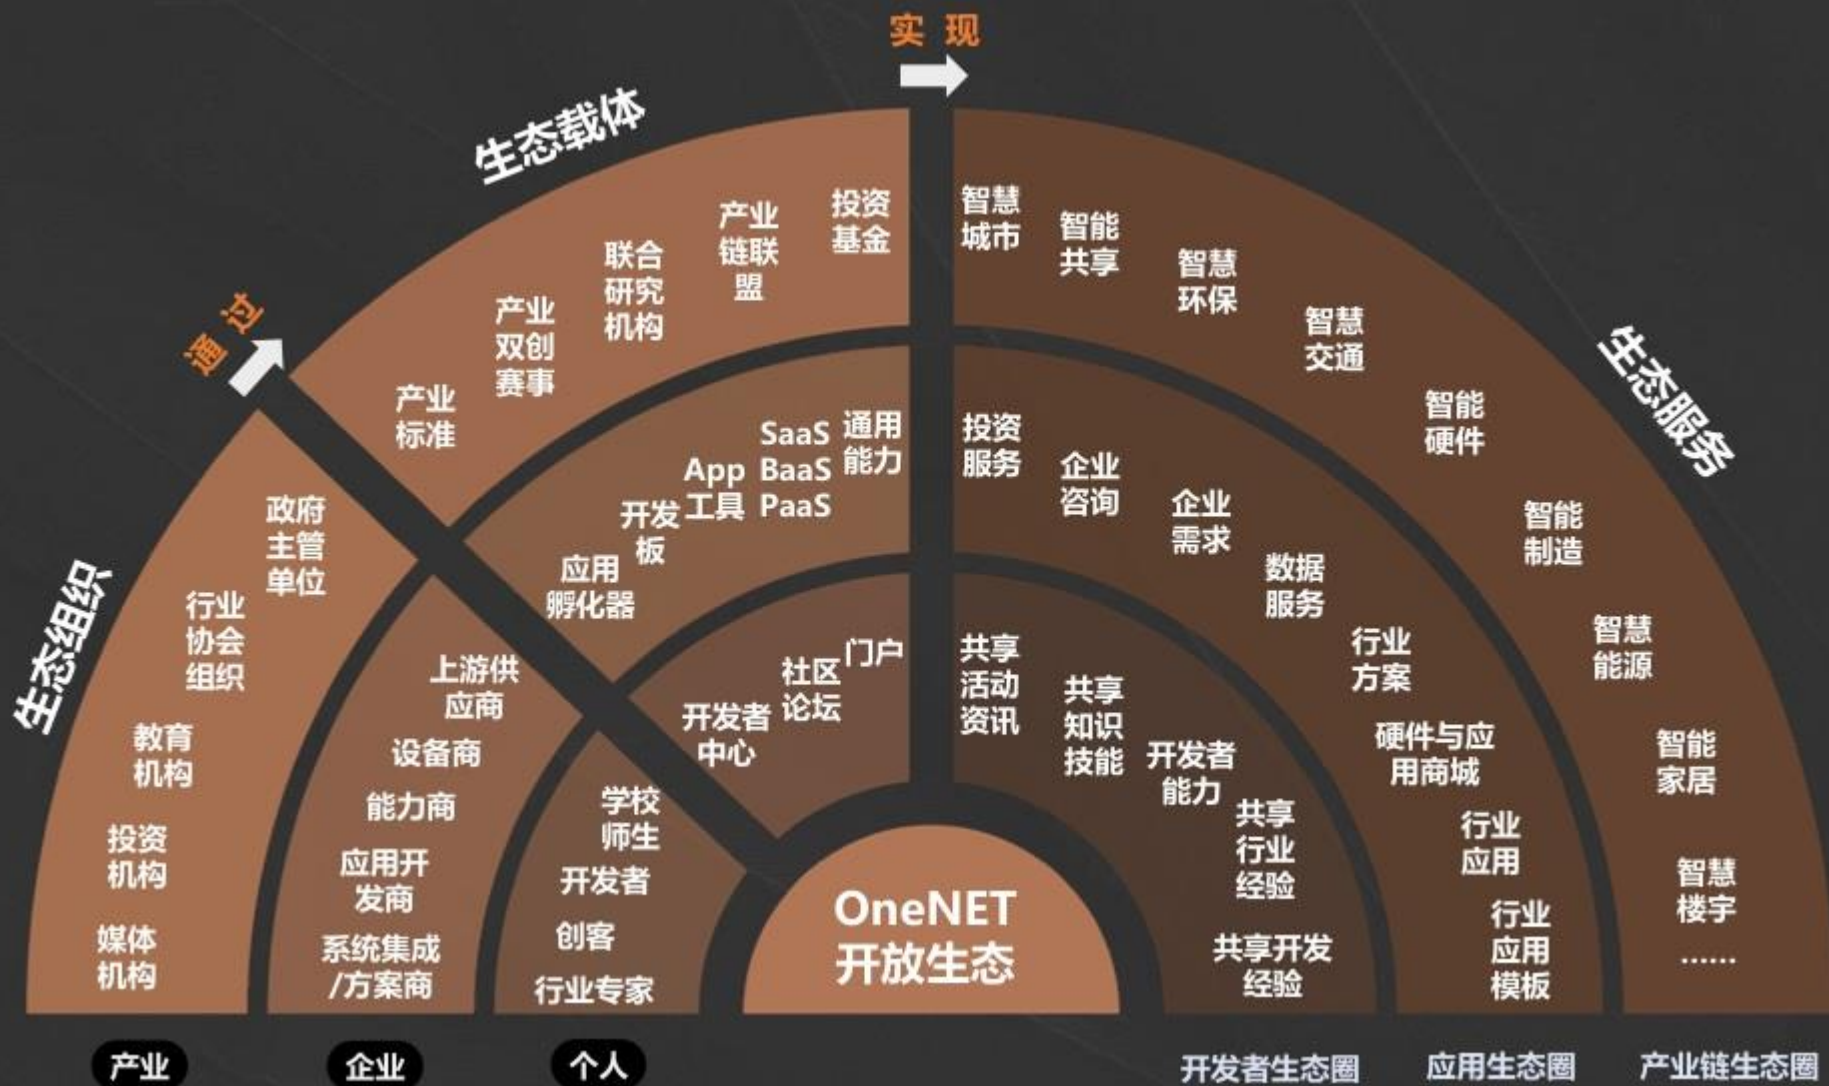 实现
生态载体
通过
生态组织
生态服务
产业
标准
产业
双创
赛事
联合
研究
机构
产业
链联
盟
投资
基金
智慧
城市
智能
共享
智慧
环保
智慧
交通
智能
硬件
智能
制造
智慧
能源
智能
家居
智慧
楼宇
······
政府
主管
单位
行业
协会
组织
教育
机构
投资
机构
媒体
机构
应用
孵化器
开发
板
App
工具
SaaS
BaaS
PaaS
通用
能力
投资
服务
企业
咨询
企业
需求
数据
服务
行业
方案
硬件与应
用商城
行业
应用
行业
应用
模板
上游供
应商
设备商
能力商
应用开
发商
系统集成
/方案商
开发者
中心
社区
论坛
门户
共享
活动
资讯
共享
知识
技能
开发者
能力
共享
行业
经验
共享开发
经验
学校
师生
开发者
创客
行业专家
OneNET
开放生态
产业
企业
个人
开发者生态圈
应用生态圈
产业链生态圈